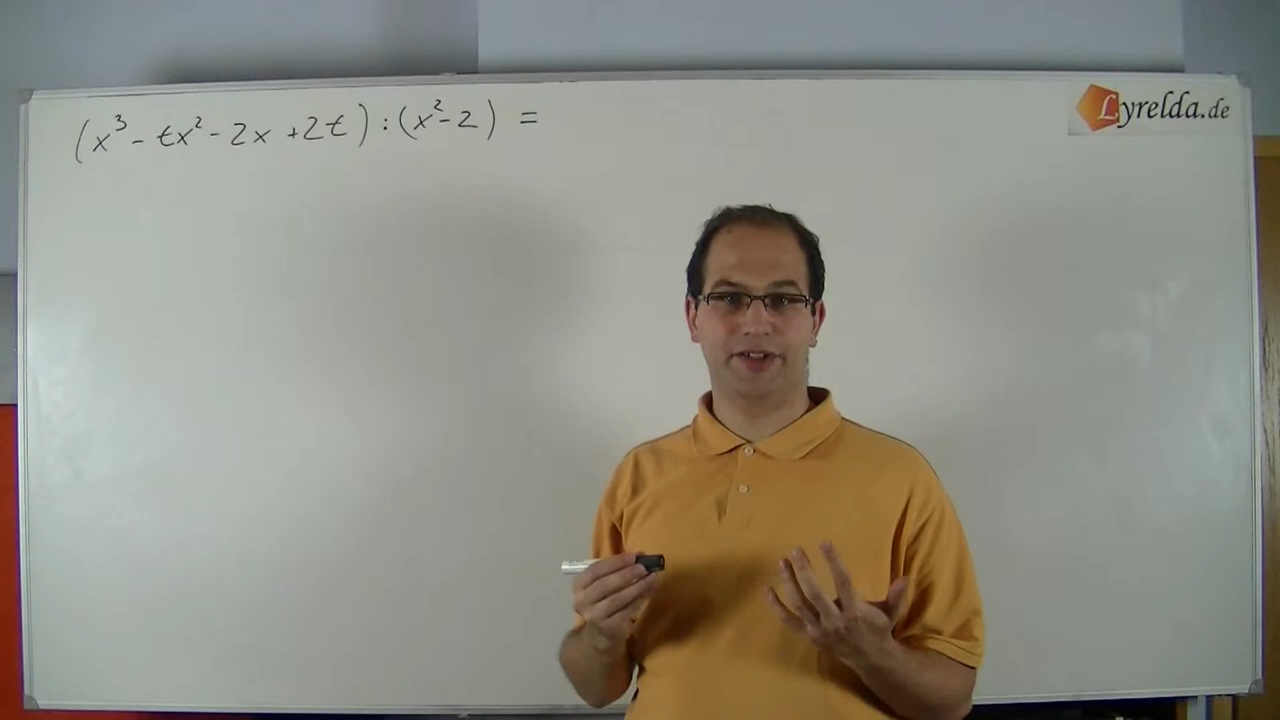 (x³ - tx² - 2x + 2t) : (x² - 2) =
Lyrelda.de